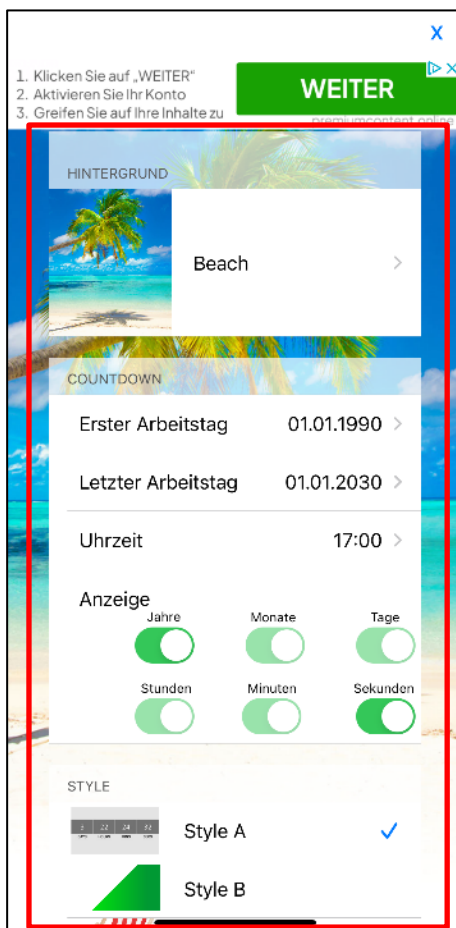 X
1. Klicken Sie auf „WEITER"
2. Aktivieren Sie Ihr Konto
3. Greifen Sie auf Ihre Inhalte zu
WEITER
premiumcontent.online
HINTERGRUND
Beach
COUNTDOWN
Erster Arbeitstag 01.01.1990
Letzter Arbeitstag 01.01.2030
Uhrzeit 17:00
Anzeige
Jahre Monate Tage
Stunden Minuten Sekunden
STYLE
Style A
Style B